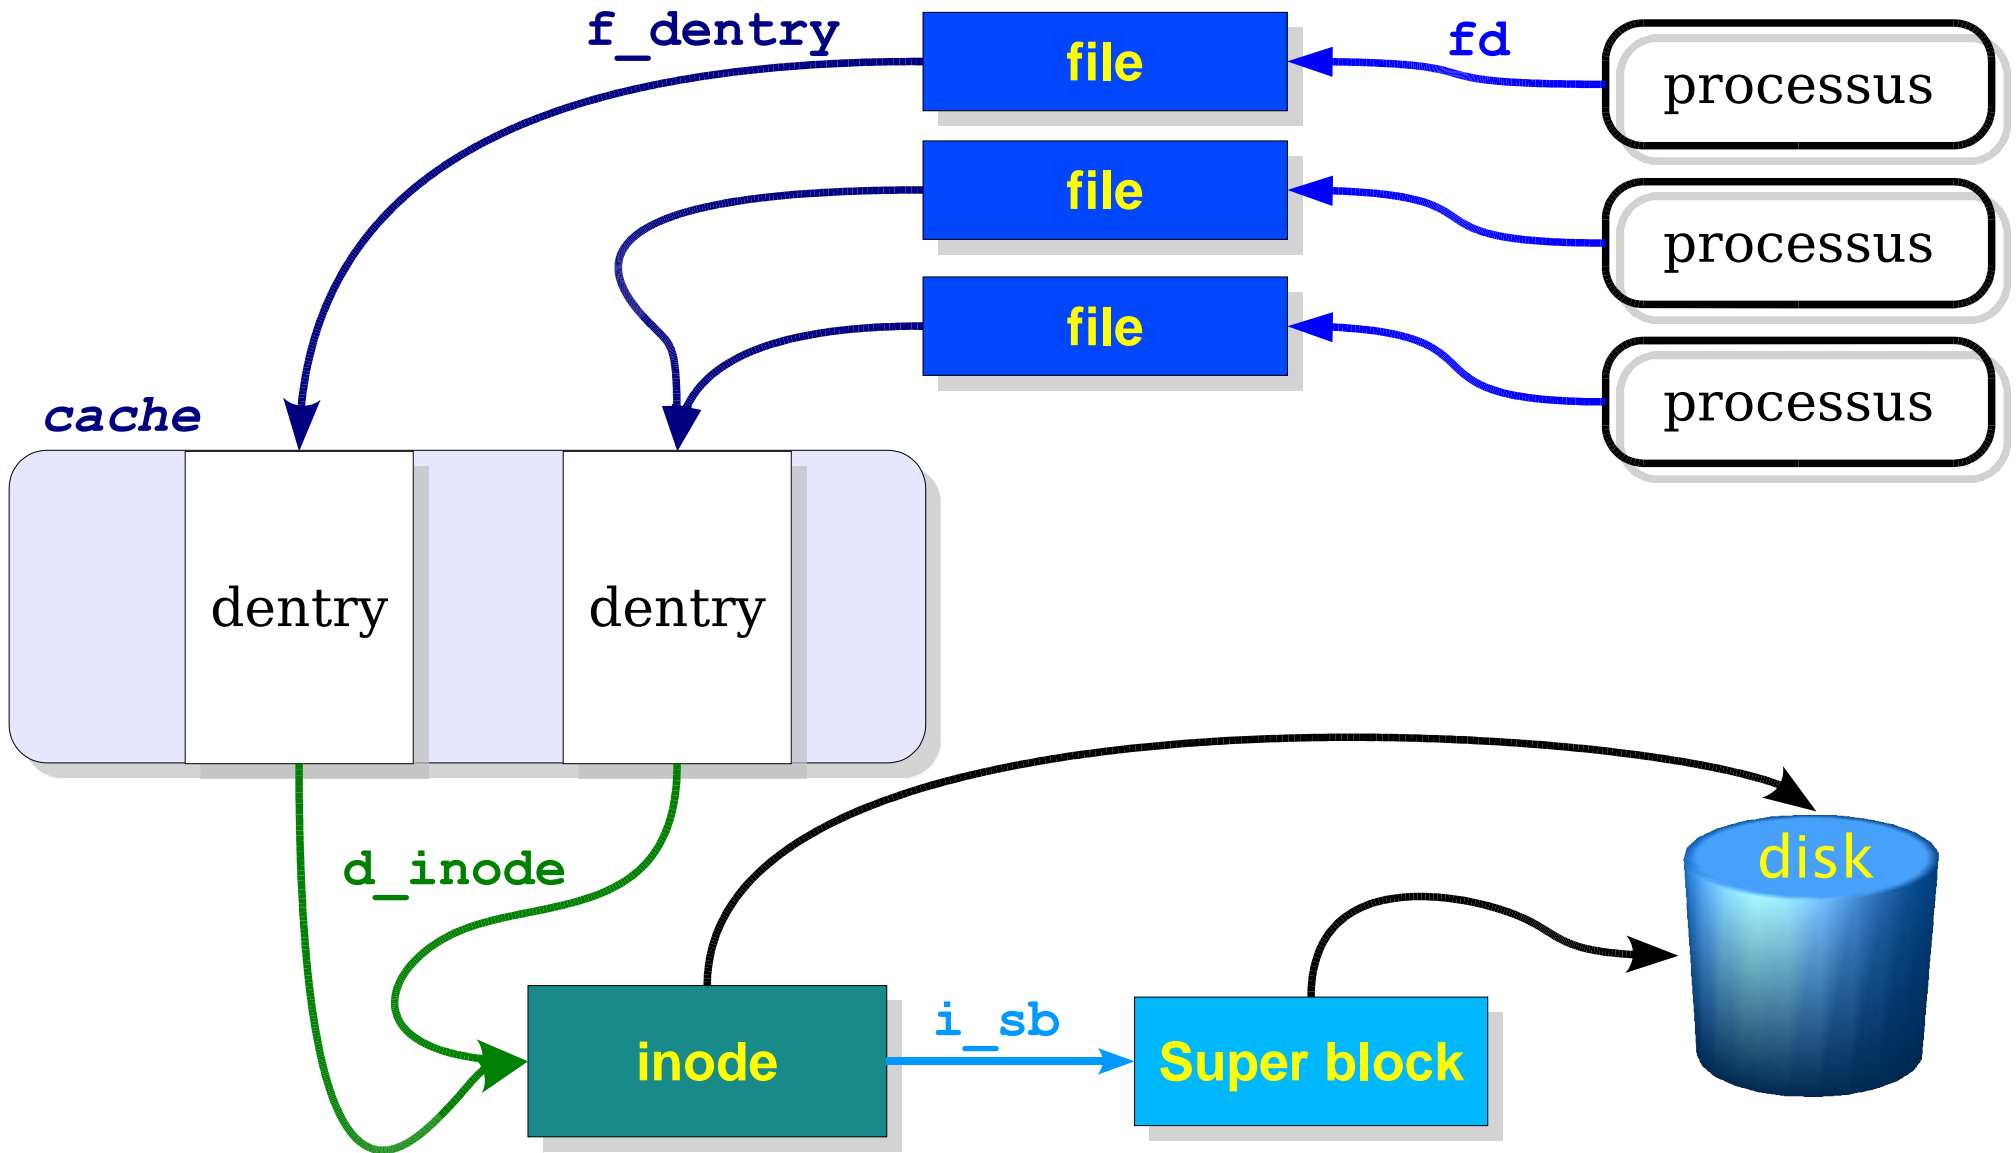 f_dentry
file
fd
processus
file
processus
file
processus
cache
dentry
dentry
d_inode
disk
inode
i_sb
Super block